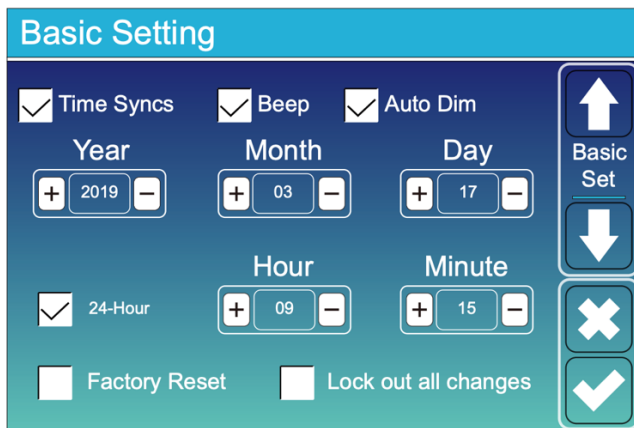 Basic Setting
Time Syncs Beep Auto Dim
Year Month Day
+ 2019 − + 03 − + 17 −
Basic
Set
Hour Minute
24-Hour + 09 − + 15 −
Factory Reset Lock out all changes